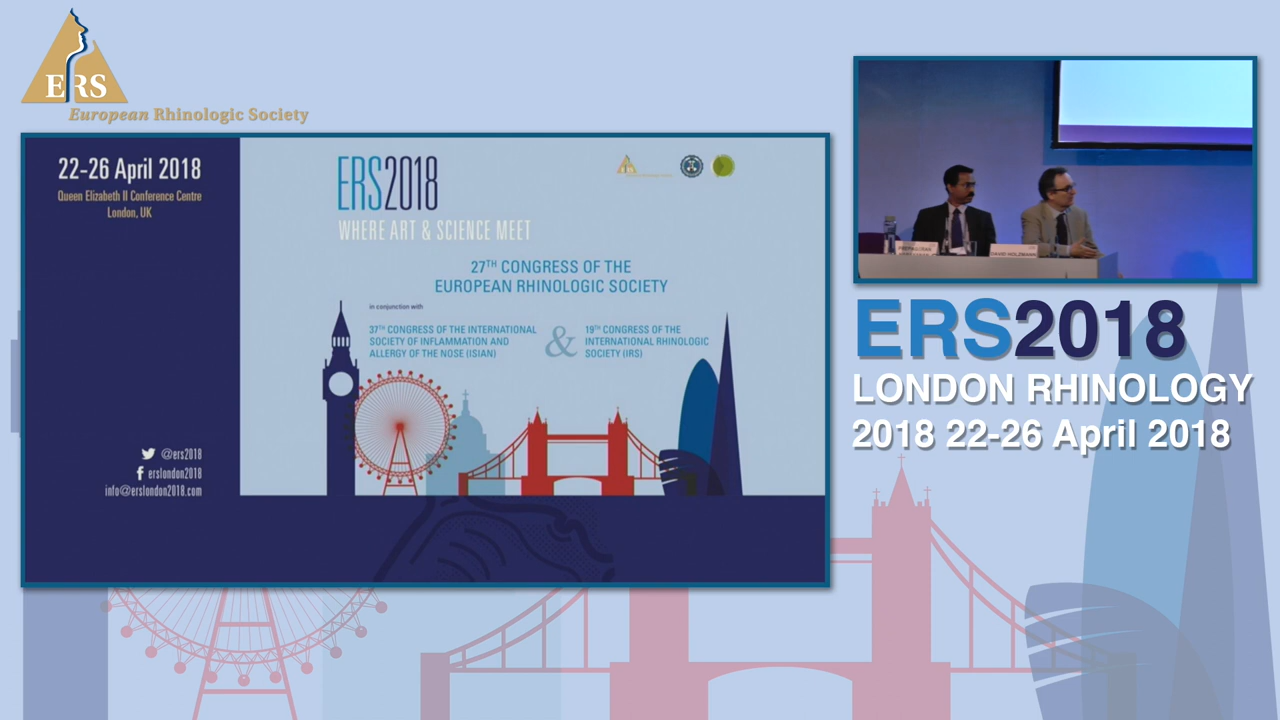 ERS
European Rhinologic Society
22-26 April 2018
Queen Elizabeth II Conference Centre
London, UK
@ers2018
erslondon2018
info@erslondon2018.com
ERS2018
WHERE ART & SCIENCE MEET
27TH CONGRESS OF THE
EUROPEAN RHINOLOGIC SOCIETY
in conjunction with
37TH CONGRESS OF THE INTERNATIONAL
SOCIETY OF INFLAMMATION AND
ALLERGY OF THE NOSE (ISIAN)
&
19TH CONGRESS OF THE
INTERNATIONAL RHINOLOGIC
SOCIETY (IRS)
DAVID HOLZMANN
ERS2018
LONDON RHINOLOGY
2018 22-26 April 2018